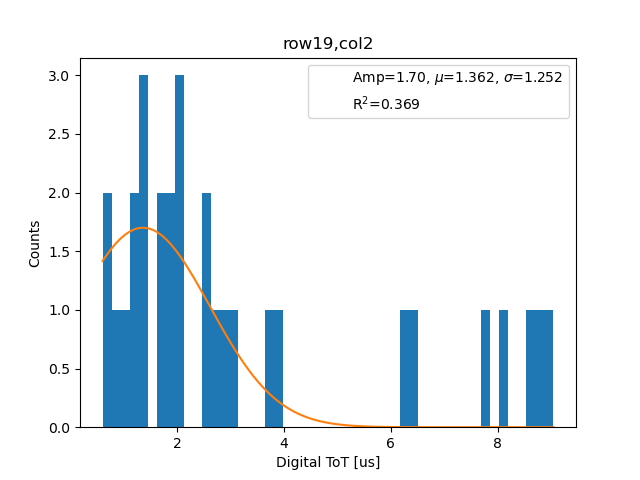 row19,col2
Amp=1.70, μ=1.362, σ=1.252
R²=0.369
3.0
2.5
2.0
1.5
1.0
0.5
0.0
Counts
2 4 6 8
Digital ToT [us]